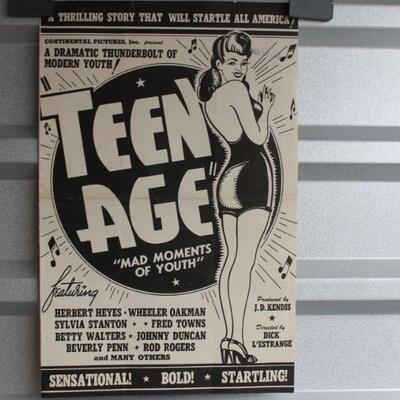 A THRILLING STORY THAT WILL STARTLE ALL AMERICA!
CONTINENTAL PICTURES, Inc. present
A DRAMATIC THUNDERBOLT OF
MODERN YOUTH!
"TEEN
AGE"
"MAD MOMENTS
OF YOUTH"
featuring
HERBERT HEYES • WHEELER OAKMAN
SYLVIA STANTON • • FRED TOWNS
BETTY WALTERS • JOHNNY DUNCAN
BEVERLY PENN • ROD ROGERS
and MANY OTHERS
Produced by
J. D. KENDIS
★
Directed by
DICK
L'ESTRANGE
SENSATIONAL! ★ BOLD! ★ STARTLING!